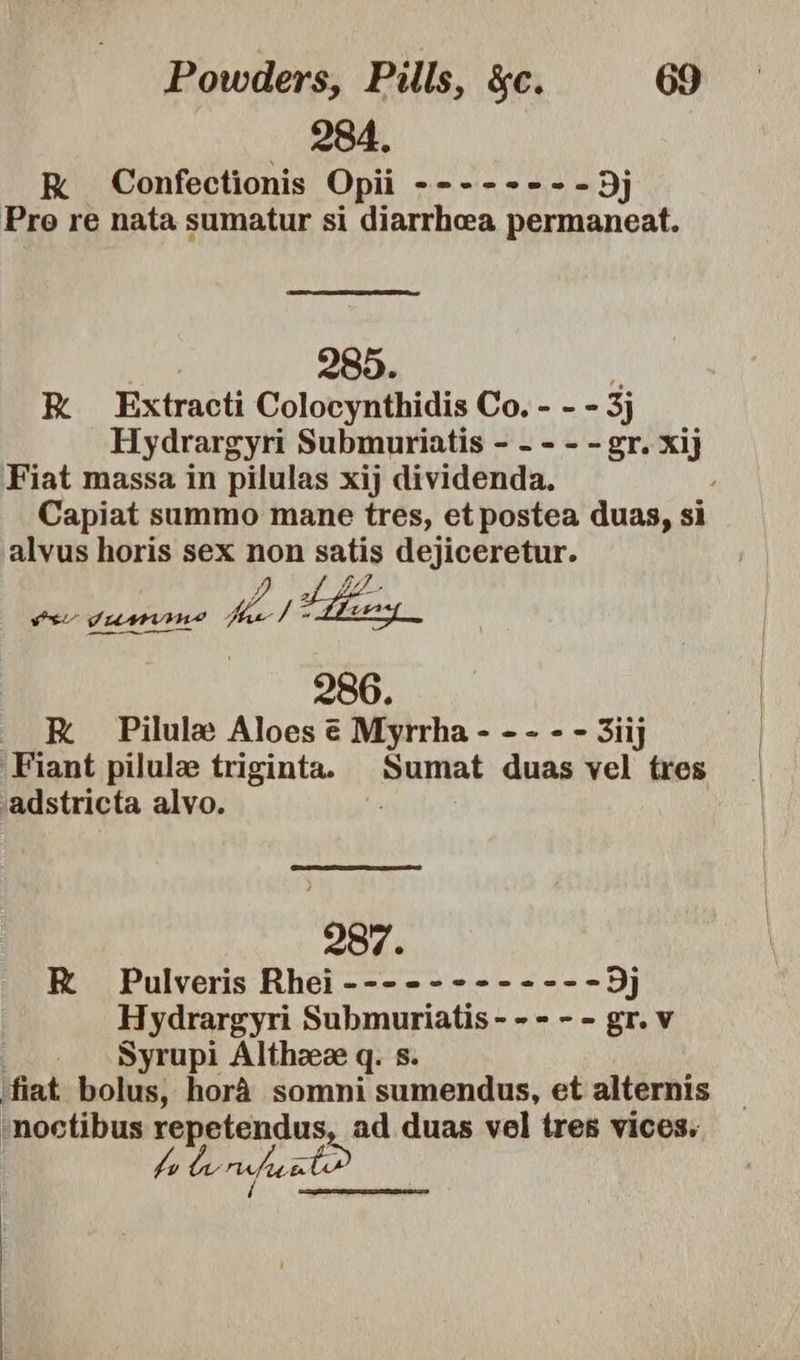 Powders, Pills, &c. 69
284.
℞ Confectionis Opii - - - - - - - - ℈j
Pro re nata sumatur si diarrhœa permaneat.
285.
℞ Extracti Colocynthidis Co. - - - ʒj
Hydrargyri Submuriatis - - - - - gr. xij
Fiat massa in pilulas xij dividenda.
Capiat summo mane tres, et postea duas, si
alvus horis sex non satis dejiceretur.
286.
℞ Pilulæ Aloes ē Myrrha - - - - - ʒiij
Fiant pilulæ triginta. Sumat duas vel tres
adstricta alvo.
287.
℞ Pulveris Rhei - - - - - - - - - - - - ℈j
Hydrargyri Submuriatis - - - - - gr. v
Syrupi Althææ q. s.
fiat bolus, horâ somni sumendus, et alternis
noctibus repetendus, ad duas vel tres vices.